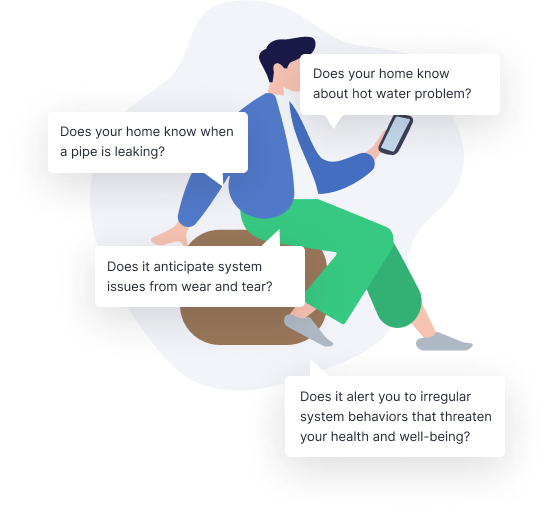 Does your home know
about hot water problem?
Does your home know when
a pipe is leaking?
Does it anticipate system
issues from wear and tear?
Does it alert you to irregular
system behaviors that threaten
your health and well-being?